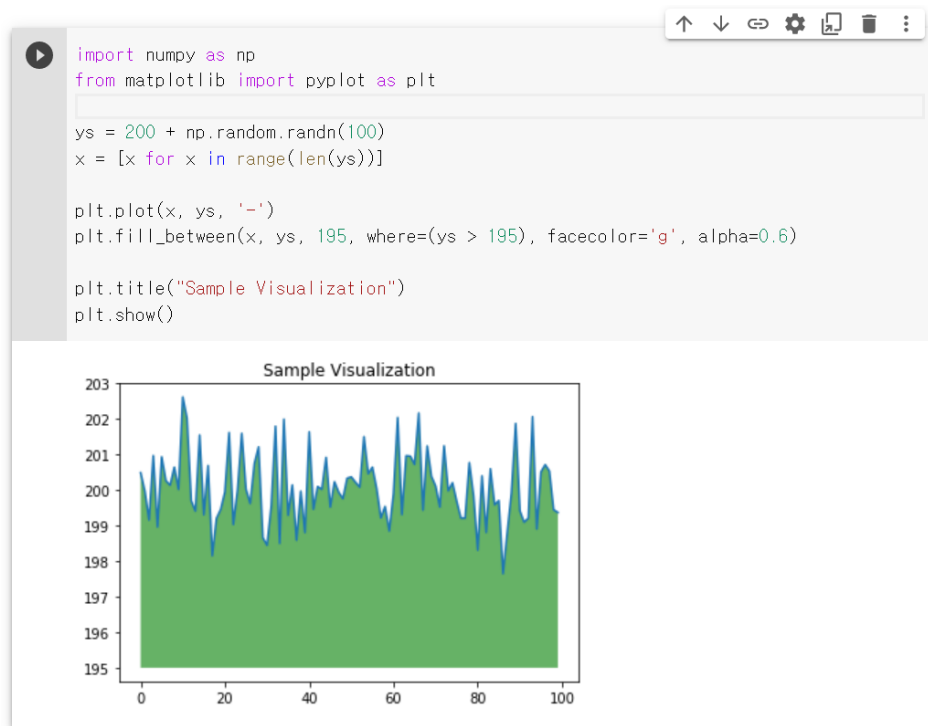 import numpy as np
from matplotlib import pyplot as plt
ys = 200 + np.random.randn(100)
x = [x for x in range(len(ys))]
plt.plot(x, ys, '-')
plt.fill_between(x, ys, 195, where=(ys > 195), facecolor='g', alpha=0.6)
plt.title("Sample Visualization")
plt.show()
Sample Visualization
203
202
201
200
199
198
197
196
195
0 20 40 60 80 100